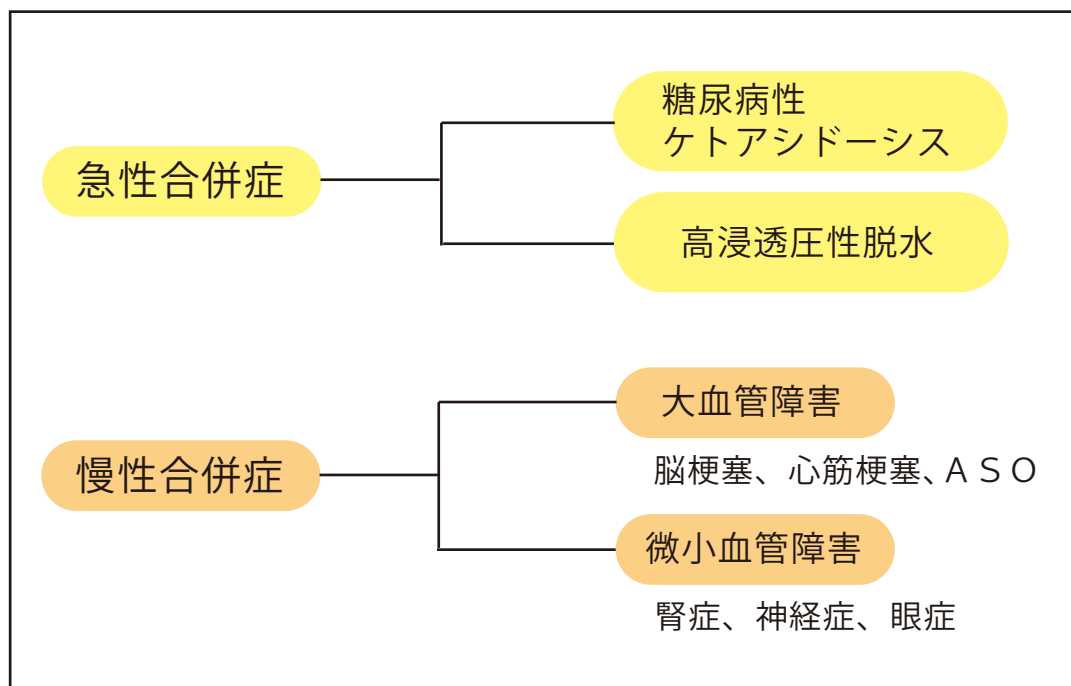 急性合併症
糖尿病性
ケトアシドーシス
高浸透圧性脱水
慢性合併症
大血管障害
脳梗塞、心筋梗塞、ＡＳＯ
微小血管障害
腎症、神経症、眼症